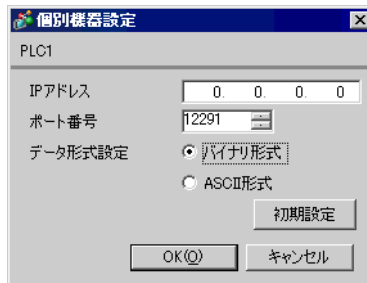 個別機器設定
PLC1
IPアドレス 0. 0. 0. 0
ポート番号 12291
データ形式設定 バイナリ形式
ASCII形式
初期設定
OK(O) キャンセル